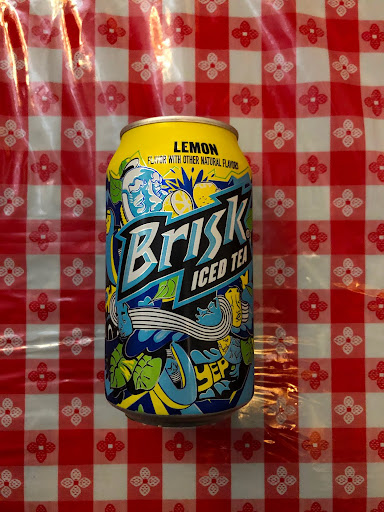 LEMON
FLAVOR WITH OTHER NATURAL FLAVORS
Brisk
ICED TEA
YEP